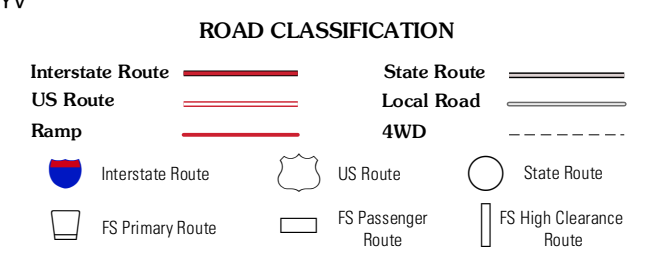 ROAD CLASSIFICATION
Interstate Route State Route
US Route Local Road
Ramp 4WD
Interstate Route US Route State Route
FS Primary Route FS Passenger Route FS High Clearance Route